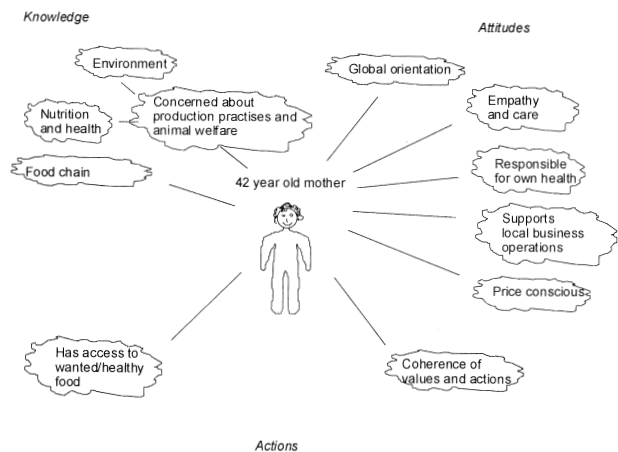 Knowledge
Attitudes
Environment
Global orientation
Concerned about
production practises and
animal welfare
Nutrition
and health
Empathy
and care
Food chain
Responsible
for own health
42 year old mother
Supports
local business
operations
Price conscious
Has access to
wanted/healthy
food
Coherence of
values and actions
Actions